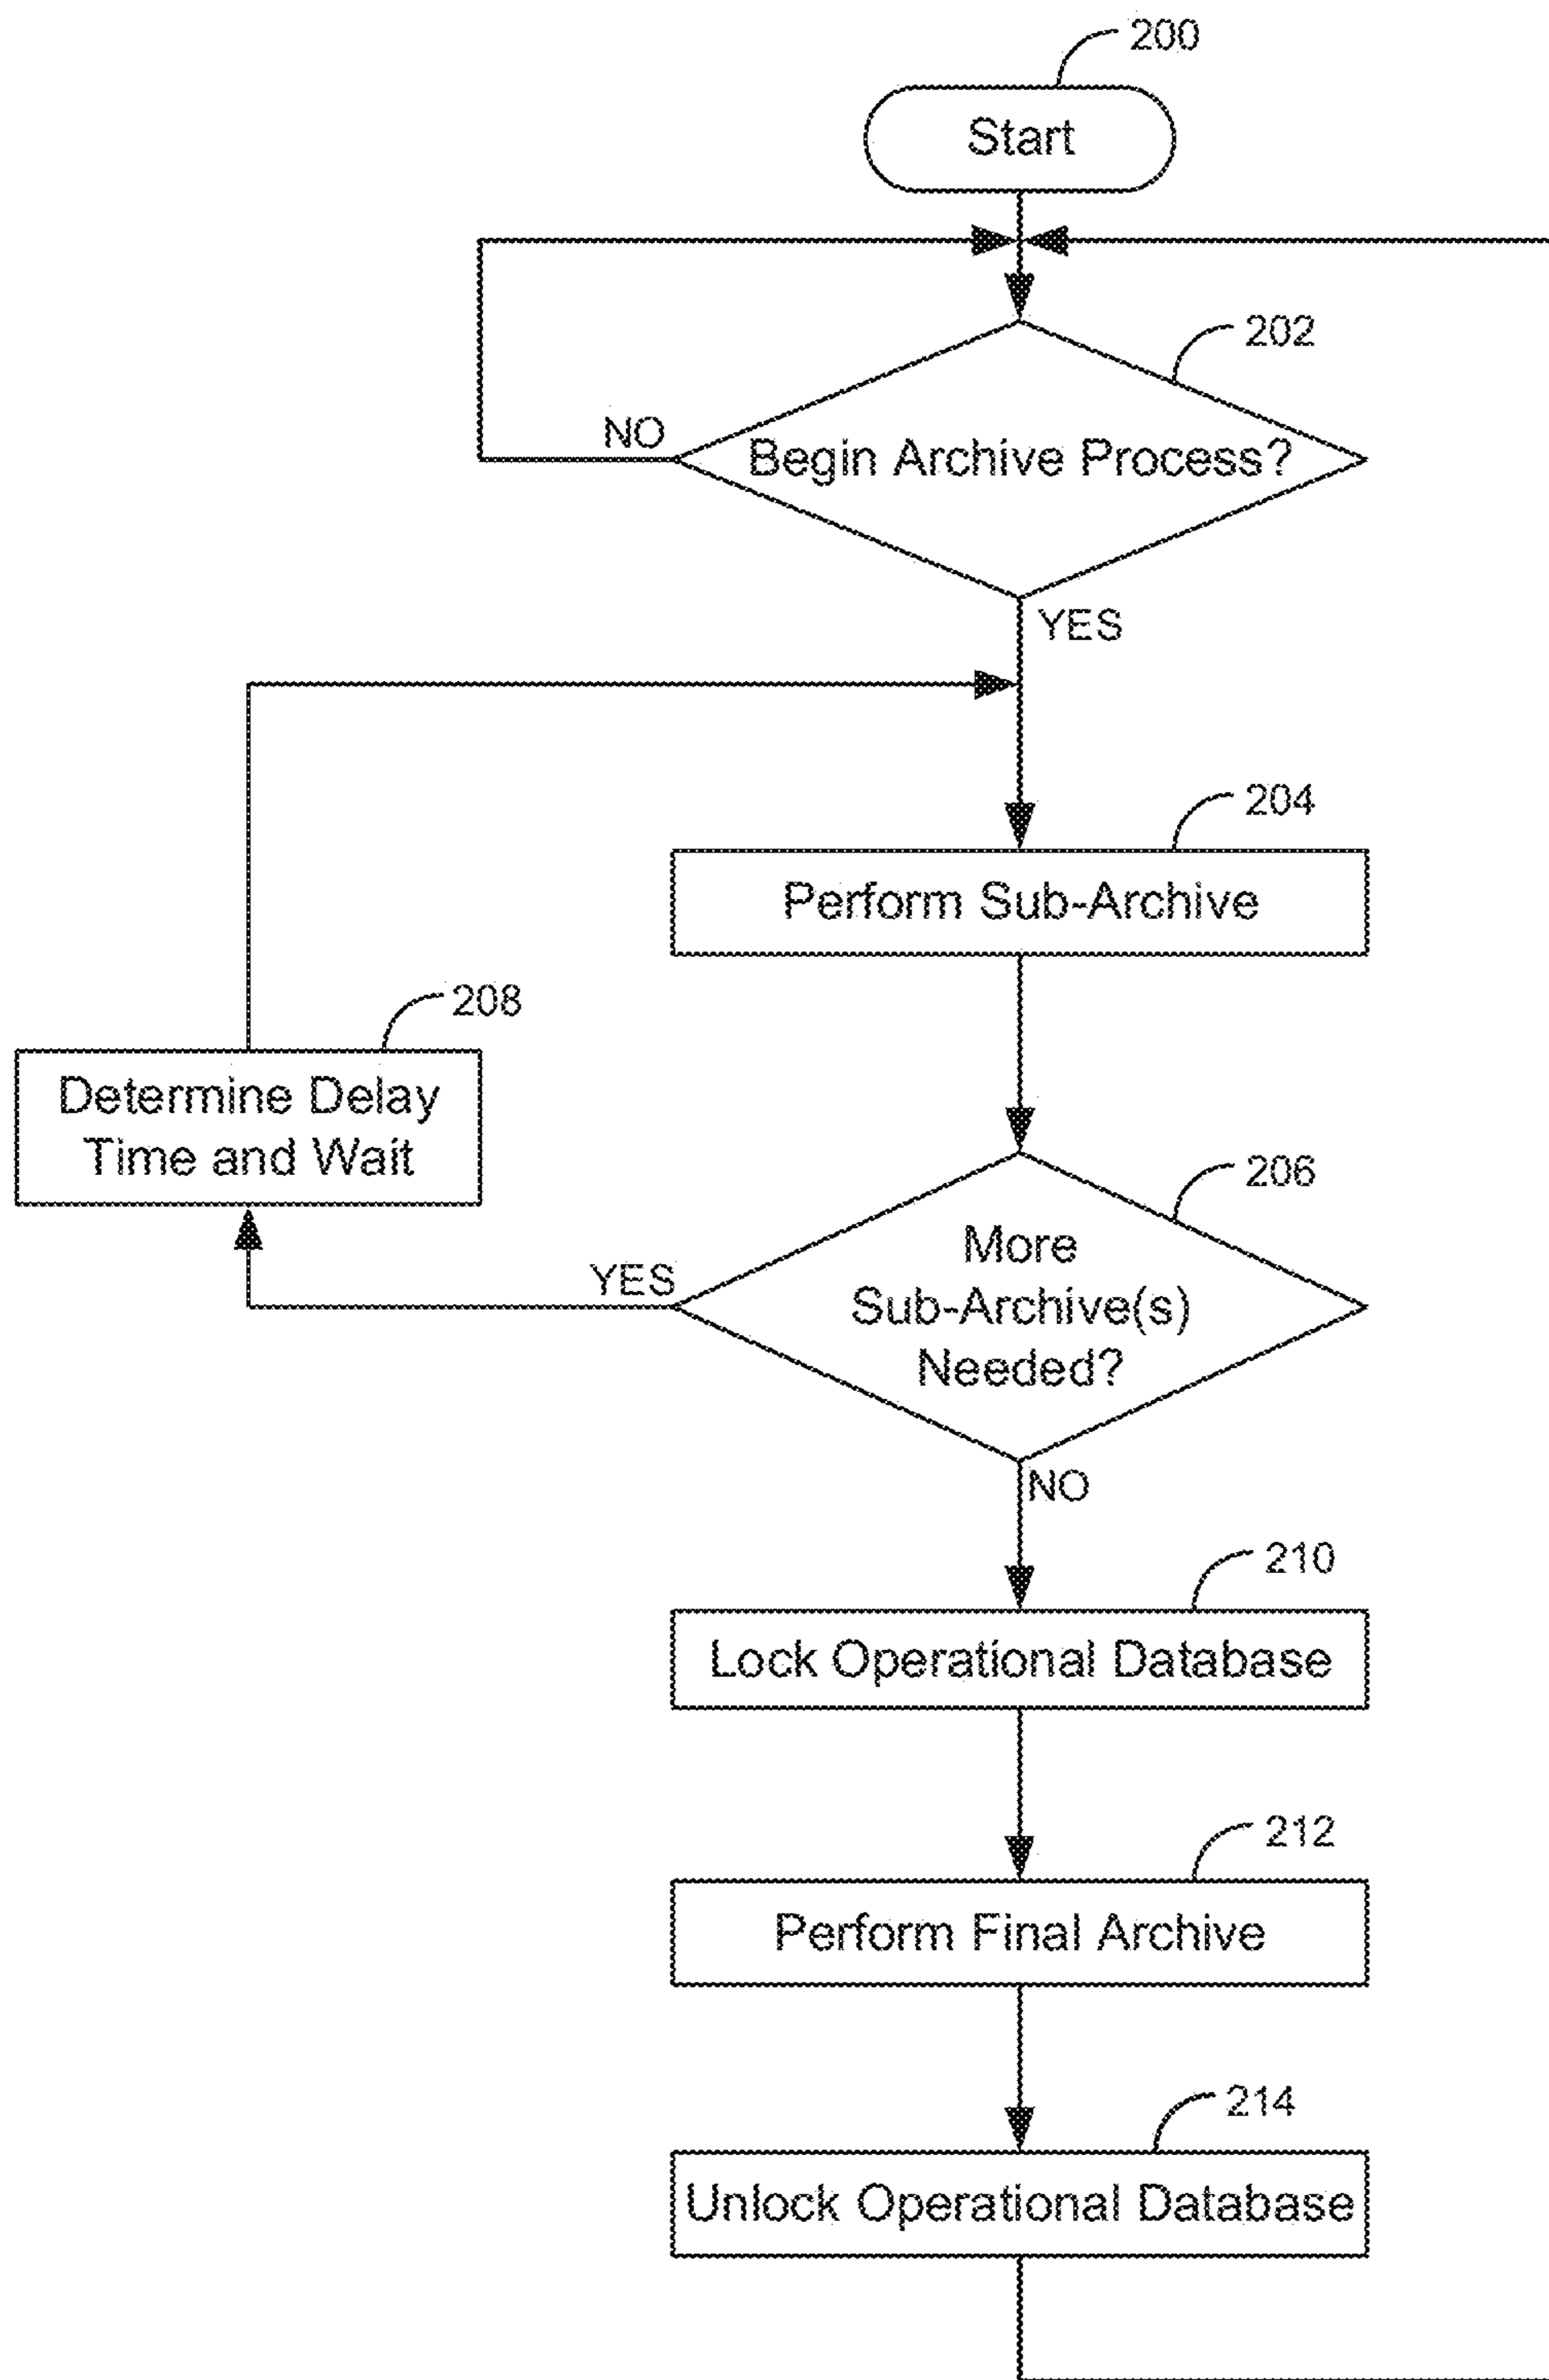 200
Start
202
NO
Begin Archive Process?
YES
204
Perform Sub-Archive
208
Determine Delay
Time and Wait
206
More
Sub-Archive(s)
Needed?
YES
NO
210
Lock Operational Database
212
Perform Final Archive
214
Unlock Operational Database